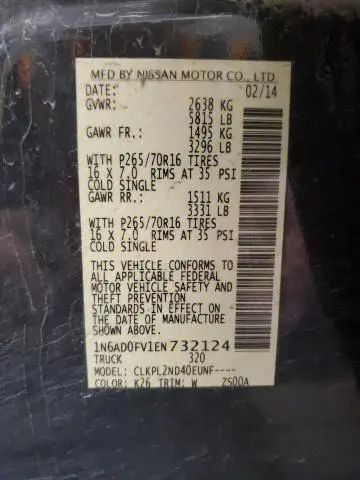 MFD BY NISSAN MOTOR CO., LTD
DATE: 02/14
GVWR: 2638 KG
5815 LB
GAWR FR.: 1495 KG
3296 LB
WITH P265/70R16 TIRES
16 X 7.0 RIMS AT 35 PSI
COLD SINGLE
GAWR RR.: 1511 KG
3331 LB
WITH P265/70R16 TIRES
16 X 7.0 RIMS AT 35 PSI
COLD SINGLE
THIS VEHICLE CONFORMS TO
ALL APPLICABLE FEDERAL
MOTOR VEHICLE SAFETY AND
THEFT PREVENTION
STANDARDS IN EFFECT ON
THE DATE OF MANUFACTURE
SHOWN ABOVE.
1N6AD0FV1EN732124
TRUCK 320
MODEL: CLKPL2ND40EUNF----
COLOR: K26 TRIM: W ZS00A